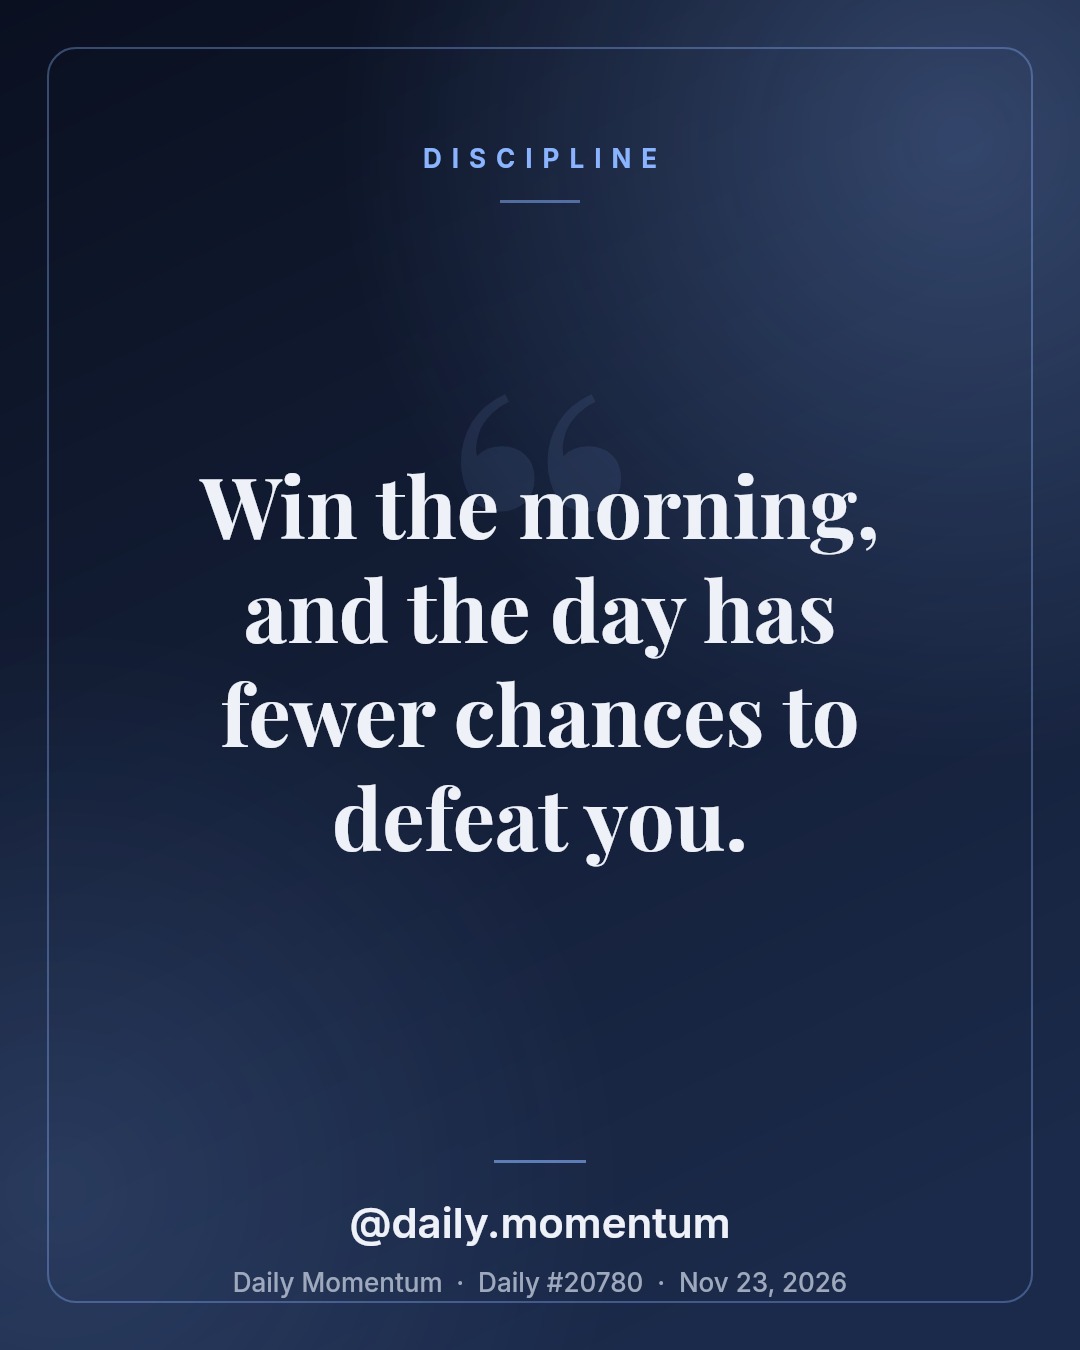 DISCIPLINE
“
Win the morning,
and the day has
fewer chances to
defeat you.
@daily.momentum
Daily Momentum · Daily #20780 · Nov 23, 2026